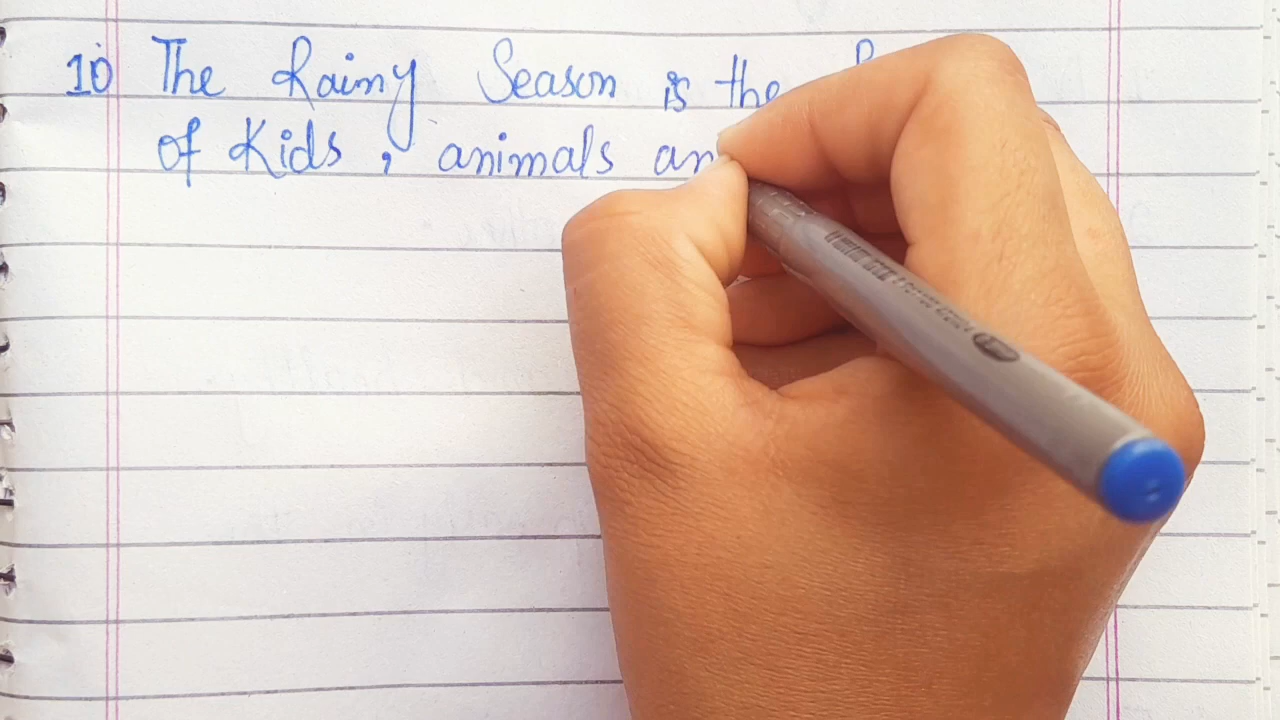 10 The Rainy Season is the
of Kids, animals an